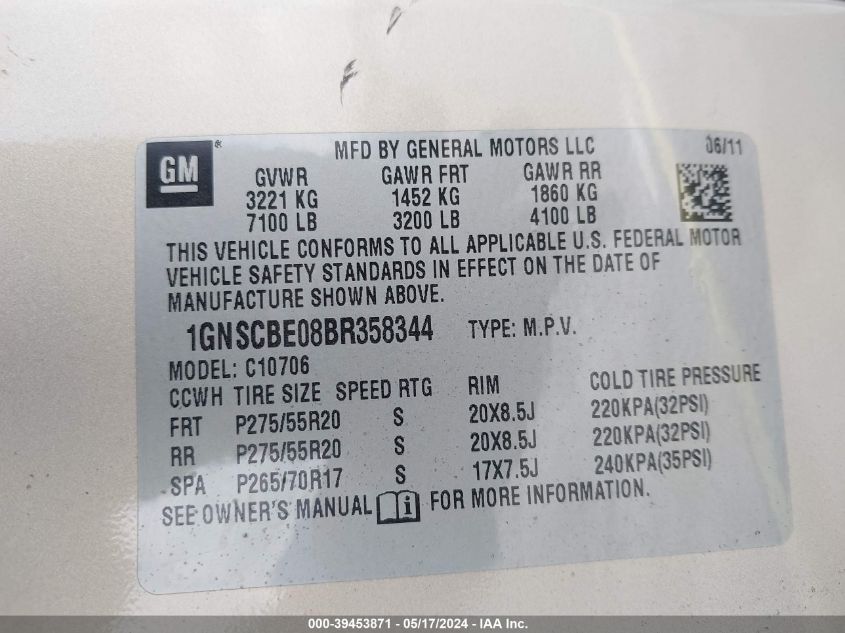 GM® MFD BY GENERAL MOTORS LLC 06/11
GVWR GAWR FRT GAWR RR
3221 KG 1452 KG 1860 KG
7100 LB 3200 LB 4100 LB
THIS VEHICLE CONFORMS TO ALL APPLICABLE U.S. FEDERAL MOTOR
VEHICLE SAFETY STANDARDS IN EFFECT ON THE DATE OF
MANUFACTURE SHOWN ABOVE.
1GNSCBE08BR358344 TYPE: M.P.V.
MODEL: C10706
CCWH TIRE SIZE SPEED RTG RIM COLD TIRE PRESSURE
FRT P275/55R20 S 20X8.5J 220KPA(32PSI)
RR P275/55R20 S 20X8.5J 220KPA(32PSI)
SPA P265/70R17 S 17X7.5J 240KPA(35PSI)
SEE OWNER'S MANUAL i FOR MORE INFORMATION.
000-39453871 - 05/17/2024 - IAA Inc.